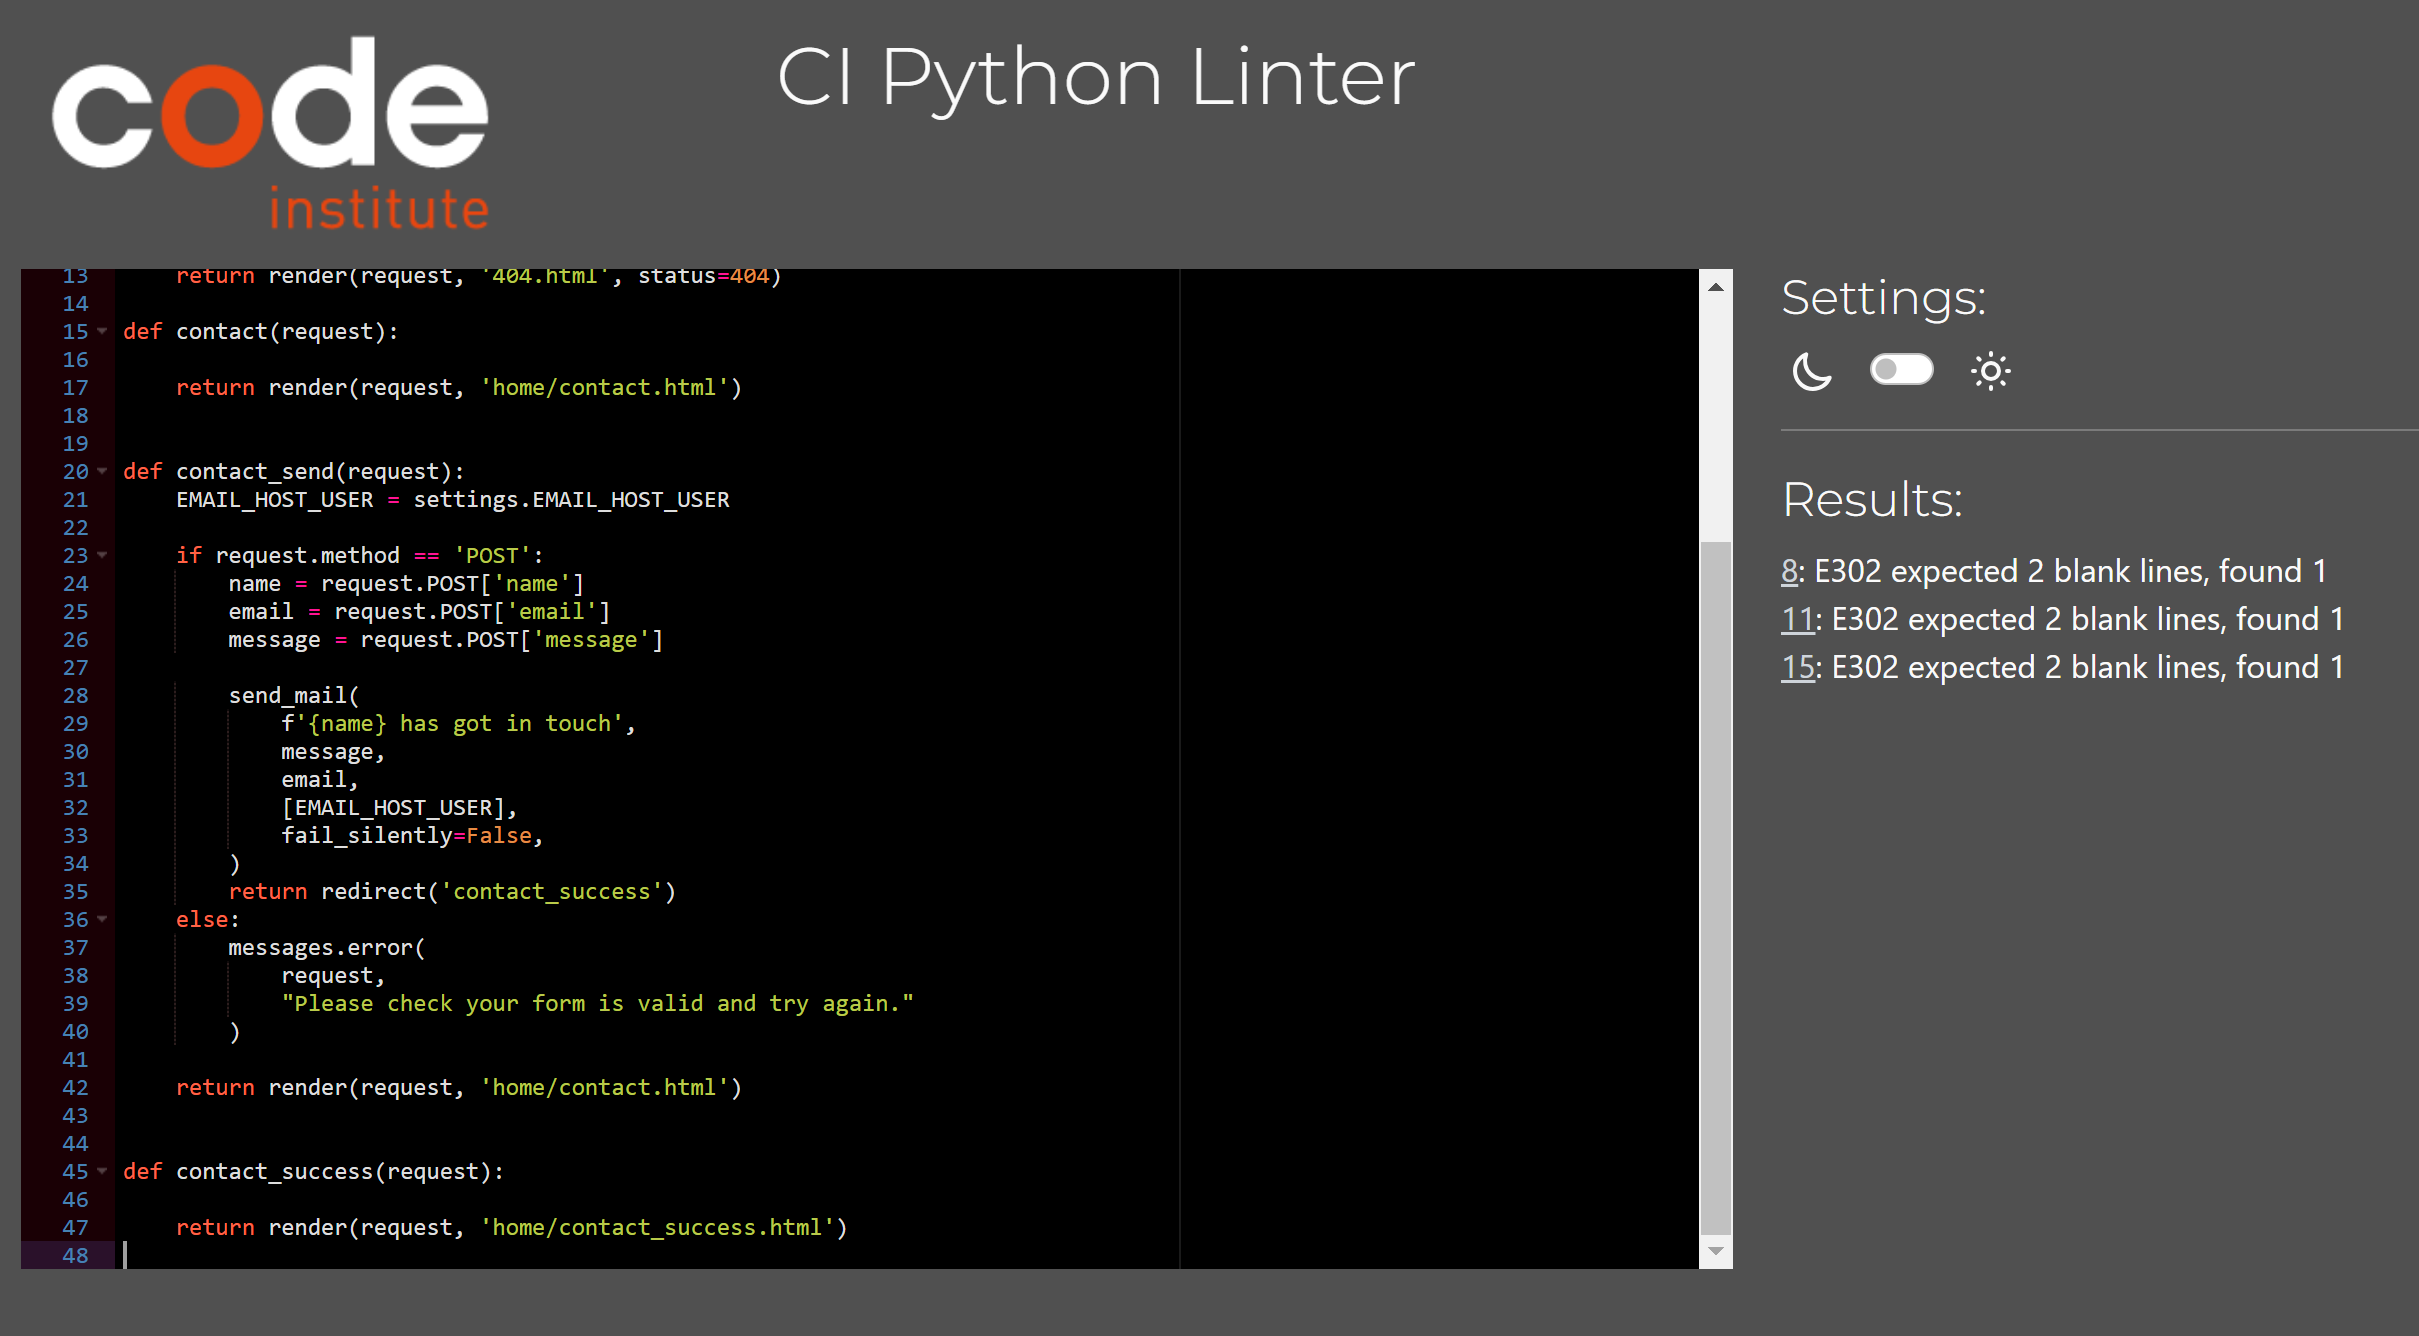 code
institute
CI Python Linter
13     return render(request, '404.html', status=404)
14
15 def contact(request):
16
17     return render(request, 'home/contact.html')
18
19
20 def contact_send(request):
21     EMAIL_HOST_USER = settings.EMAIL_HOST_USER
22
23     if request.method == 'POST':
24         name = request.POST['name']
25         email = request.POST['email']
26         message = request.POST['message']
27
28         send_mail(
29             f'{name} has got in touch',
30             message,
31             email,
32             [EMAIL_HOST_USER],
33             fail_silently=False,
34         )
35         return redirect('contact_success')
36     else:
37         messages.error(
38             request,
39             "Please check your form is valid and try again."
40         )
41
42     return render(request, 'home/contact.html')
43
44
45 def contact_success(request):
46
47     return render(request, 'home/contact_success.html')
48
Settings:
Results:
8: E302 expected 2 blank lines, found 1
11: E302 expected 2 blank lines, found 1
15: E302 expected 2 blank lines, found 1